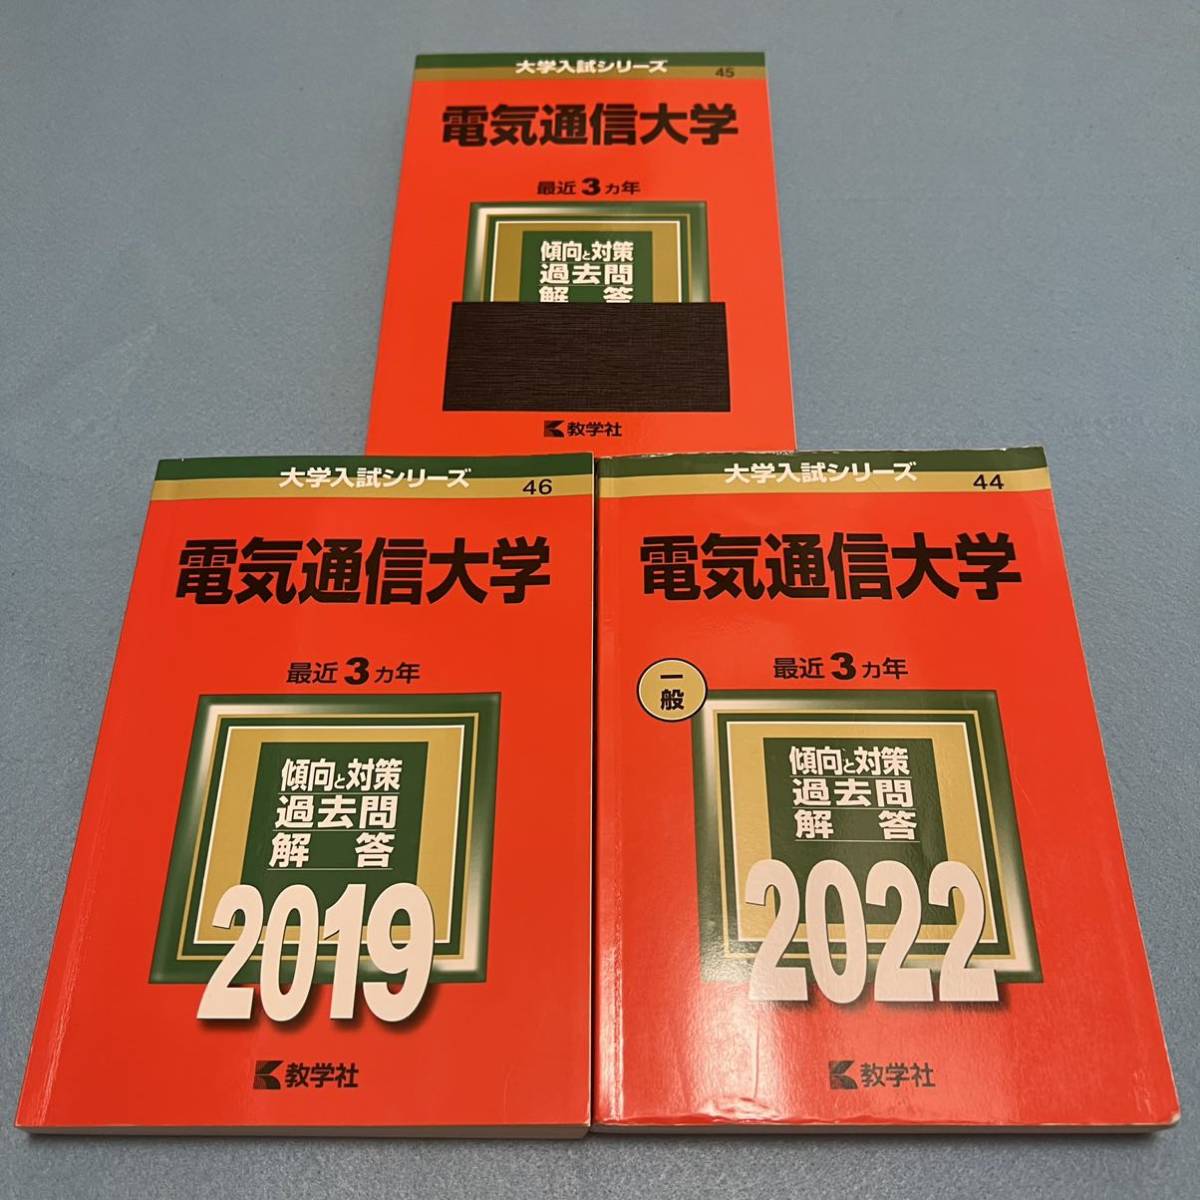 大学入試シリーズ
45
電気通信大学
最近3ヵ年
傾向と対策
過去問
解答
教学社
大学入試シリーズ
46
電気通信大学
最近3ヵ年
傾向と対策
過去問
解答
2019
教学社
大学入試シリーズ
44
電気通信大学
最近3ヵ年
一般
傾向と対策
過去問
解答
2022
教学社